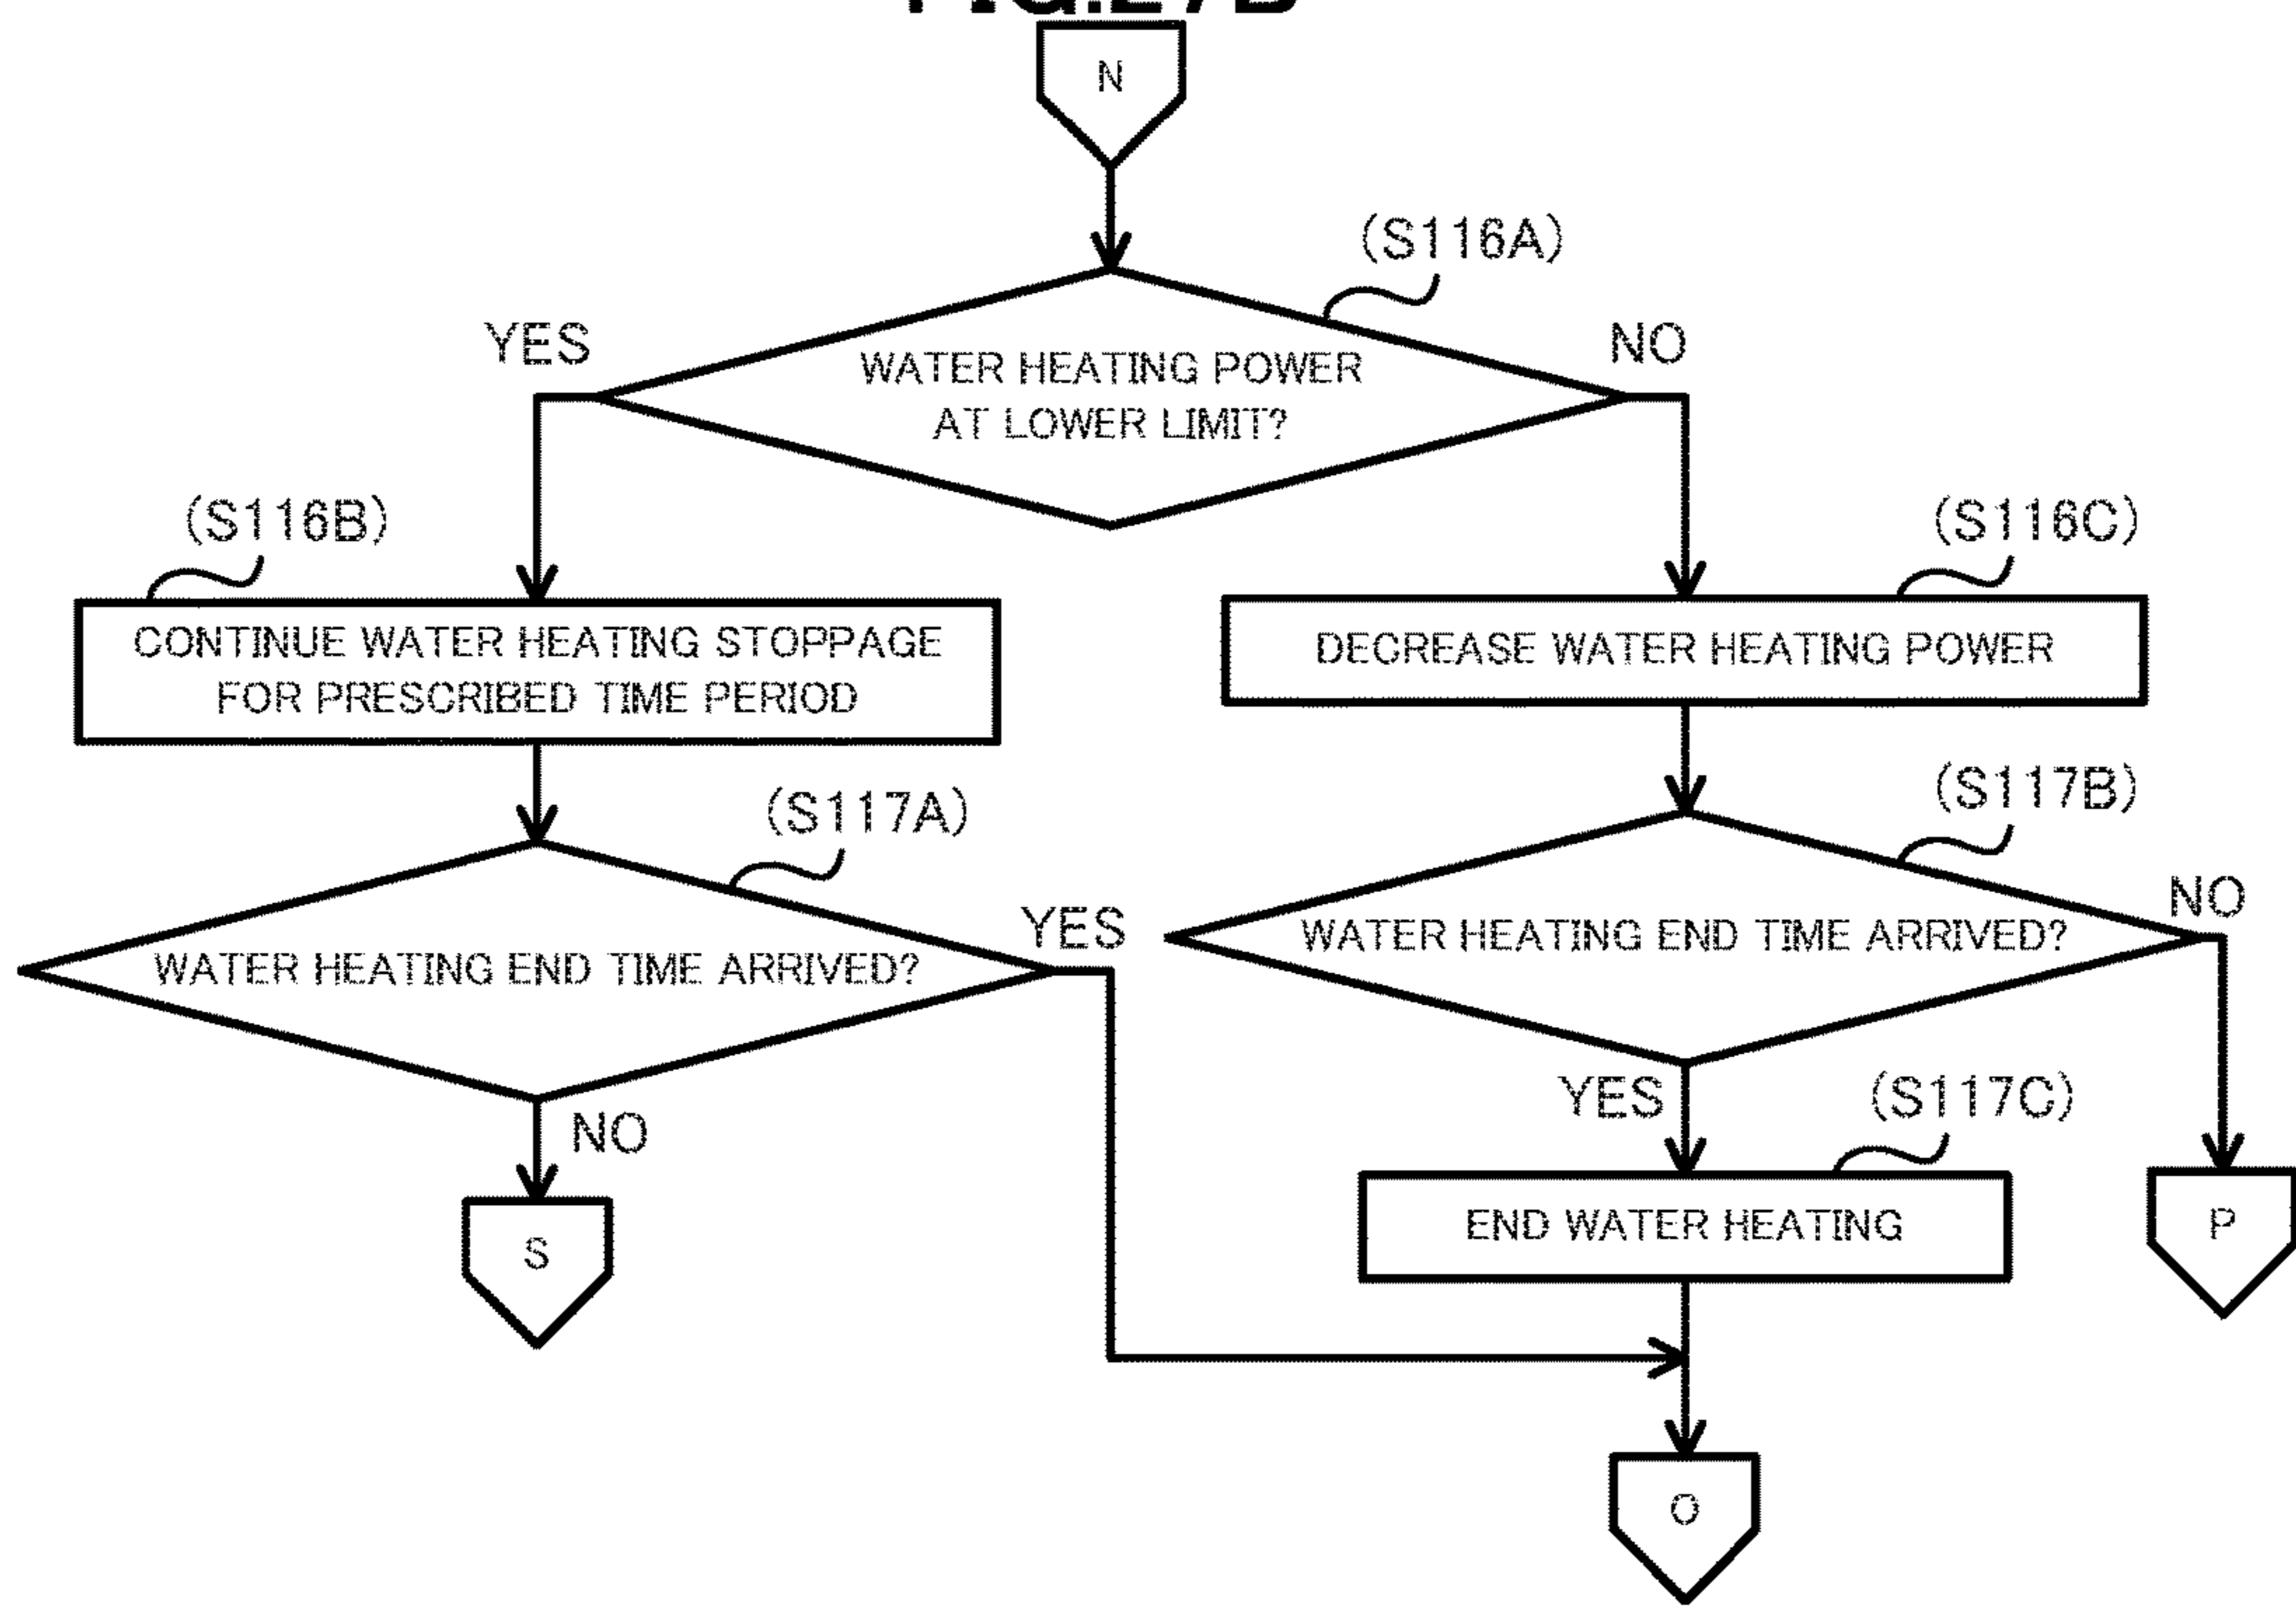 N
(S116A)
YES
NO
WATER HEATING POWER
AT LOWER LIMIT?
(S116B)
(S116C)
CONTINUE WATER HEATING STOPPAGE
FOR PRESCRIBED TIME PERIOD
DECREASE WATER HEATING POWER
(S117A)
(S117B)
YES
NO
WATER HEATING END TIME ARRIVED?
WATER HEATING END TIME ARRIVED?
NO
YES
(S117C)
S
END WATER HEATING
P
O